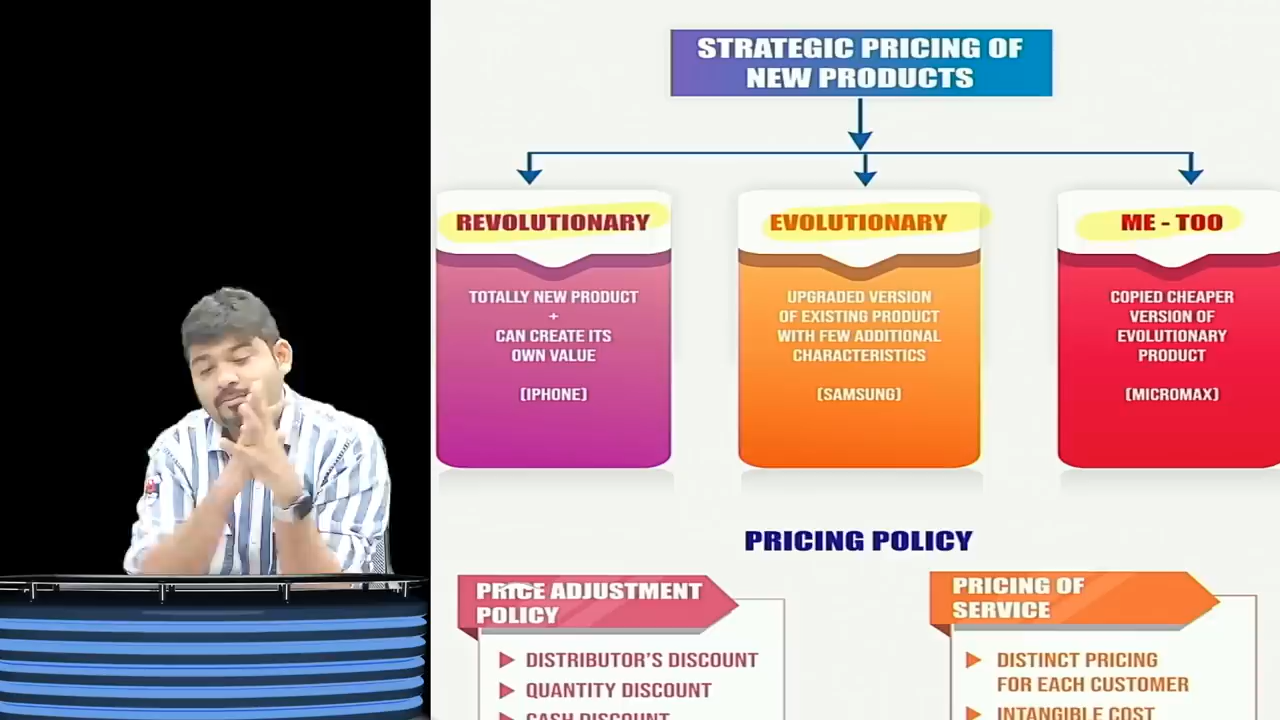 STRATEGIC PRICING OF
NEW PRODUCTS
REVOLUTIONARY
TOTALLY NEW PRODUCT
+
CAN CREATE ITS
OWN VALUE
(IPHONE)
EVOLUTIONARY
UPGRADED VERSION
OF EXISTING PRODUCT
WITH FEW ADDITIONAL
CHARACTERISTICS
(SAMSUNG)
ME - TOO
COPIED CHEAPER
VERSION OF
EVOLUTIONARY
PRODUCT
(MICROMAX)
PRICING POLICY
PRICE ADJUSTMENT
POLICY
DISTRIBUTOR'S DISCOUNT
QUANTITY DISCOUNT
CASH DISCOUNT
PRICING OF
SERVICE
DISTINCT PRICING
FOR EACH CUSTOMER
INTANGIBLE COST